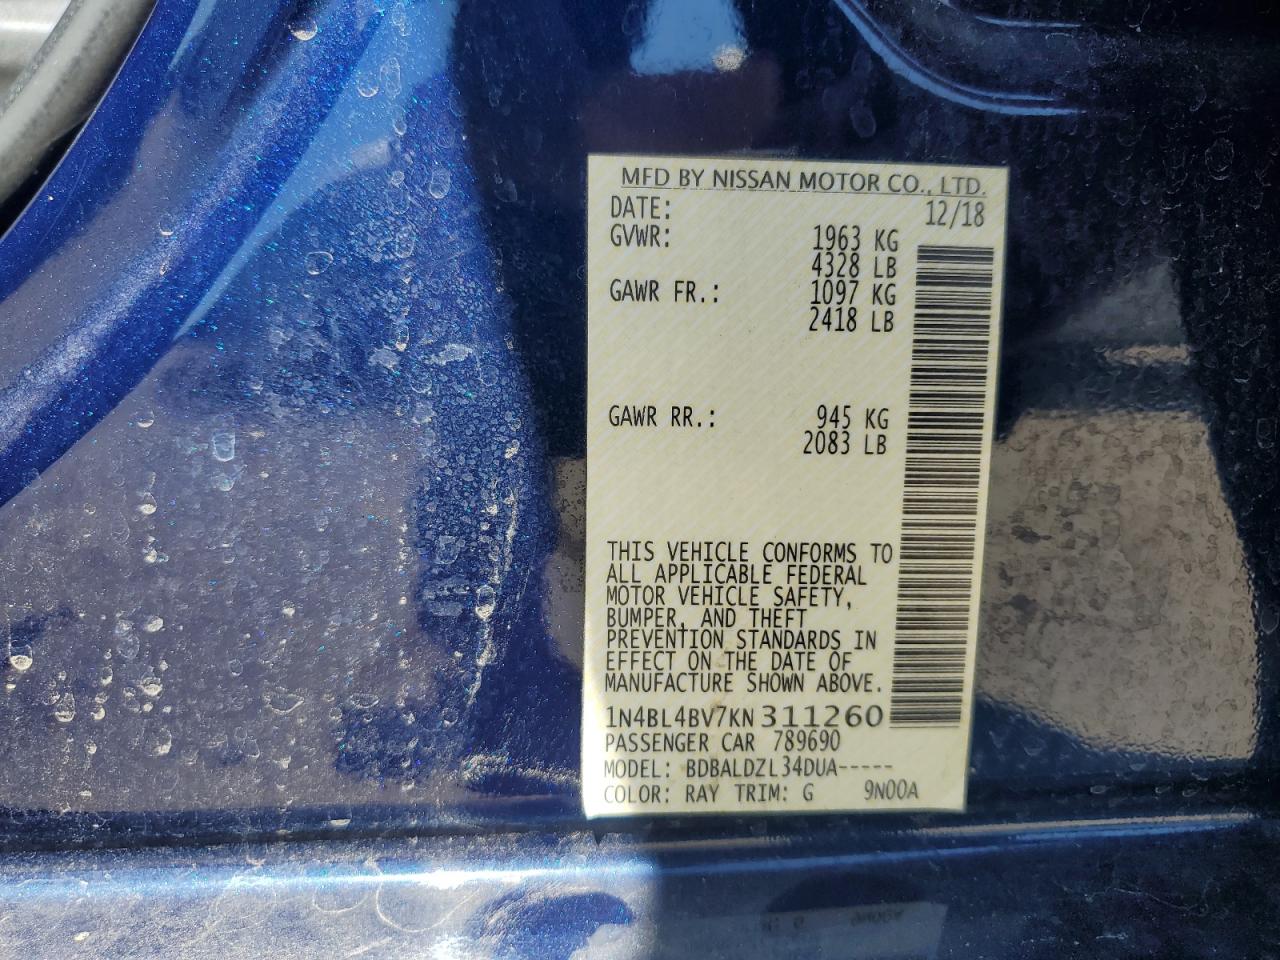 MFD BY NISSAN MOTOR CO., LTD.
DATE: 12/18
GVWR: 1963 KG
4328 LB
GAWR FR.: 1097 KG
2418 LB
GAWR RR.: 945 KG
2083 LB
THIS VEHICLE CONFORMS TO
ALL APPLICABLE FEDERAL
MOTOR VEHICLE SAFETY,
BUMPER, AND THEFT
PREVENTION STANDARDS IN
EFFECT ON THE DATE OF
MANUFACTURE SHOWN ABOVE.
1N4BL4BV7KN311260
PASSENGER CAR 789690
MODEL: BDBALDZL34DUA-----
COLOR: RAY TRIM: G 9N00A